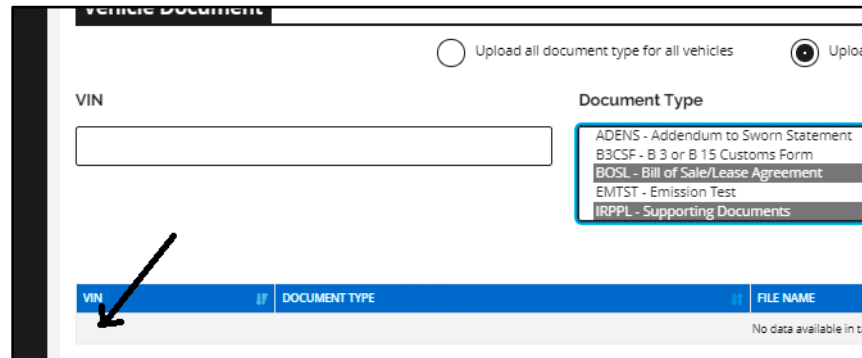 Vehicle Document
Upload all document type for all vehicles
VIN
Document Type
ADENS - Addendum to Sworn Statement
B3CSF - B 3 or B 15 Customs Form
BOSL - Bill of Sale/Lease Agreement
EMTST - Emission Test
IRPPL - Supporting Documents
VIN DOCUMENT TYPE FILE NAME
No data available in